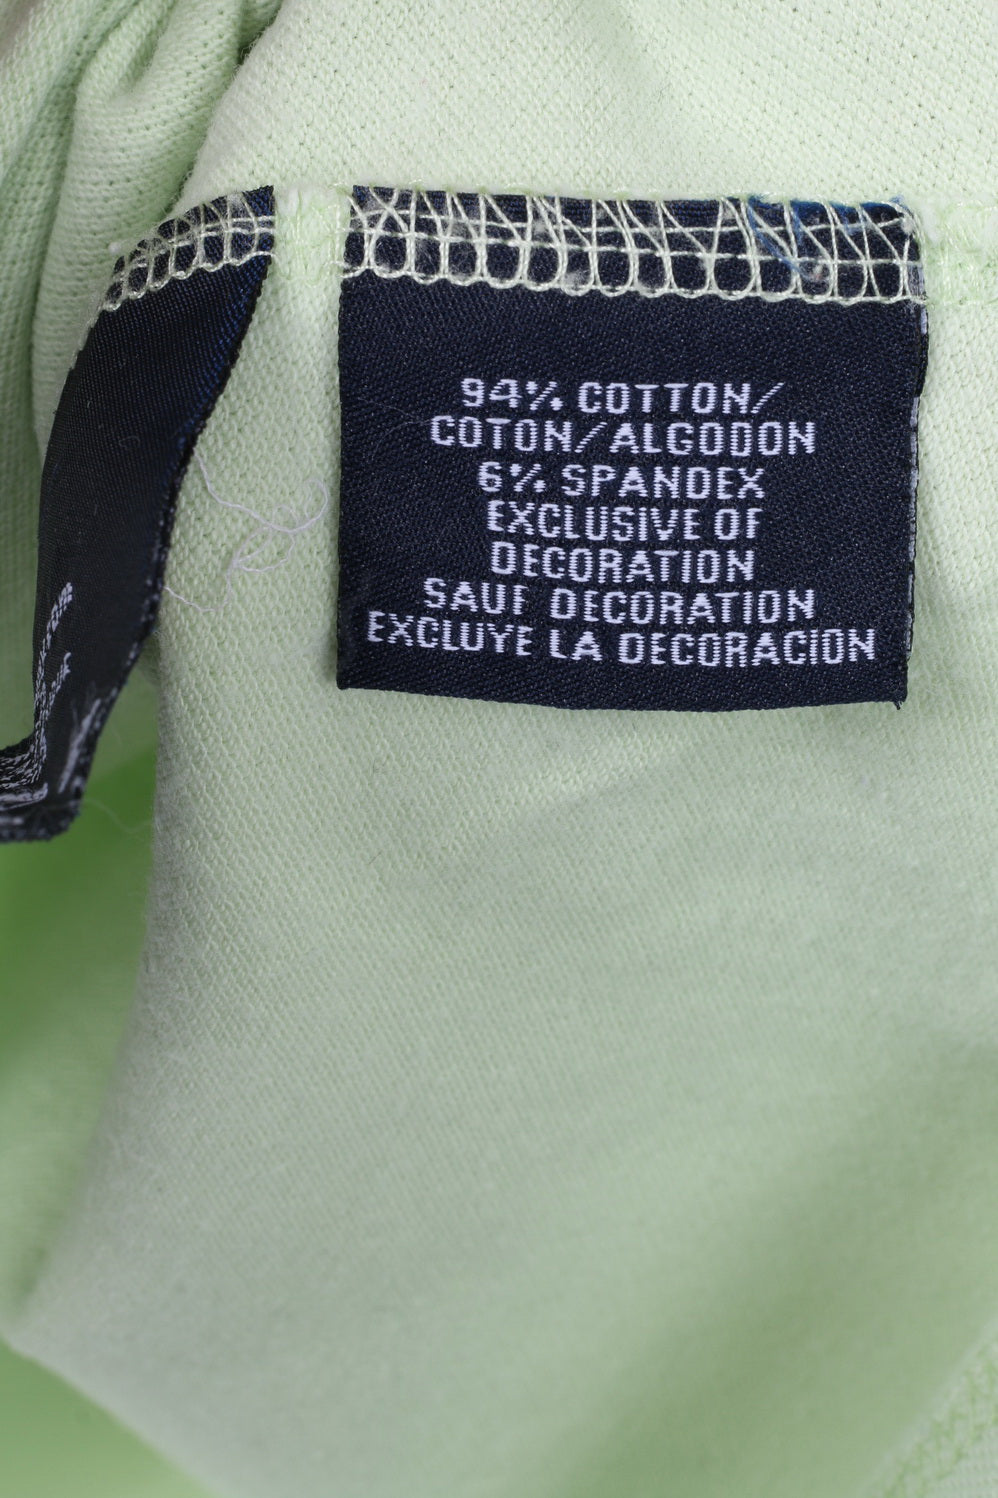 94% COTTON/
COTON/ALGODON
6% SPANDEX
EXCLUSIVE OF
DECORATION
SAUF DECORATION
EXCLUYE LA DECORACION